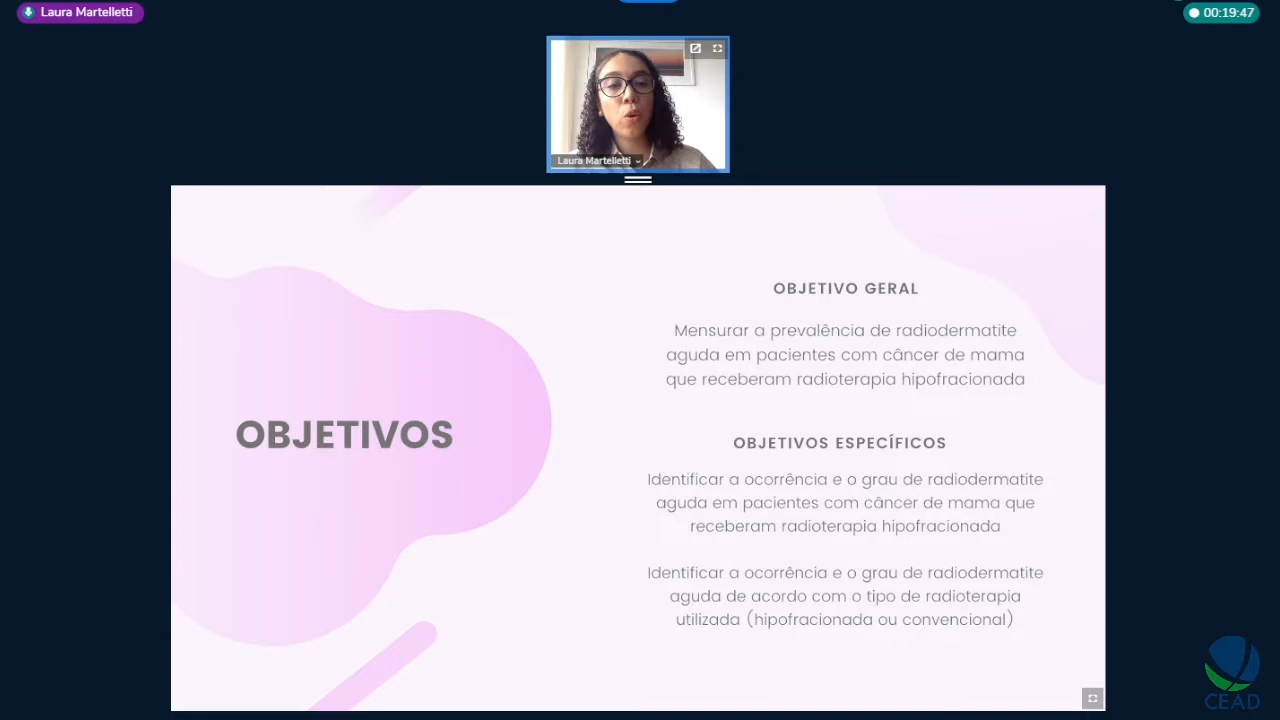 Laura Martelletti
00:19:47
Laura Martelletti
OBJETIVOS
OBJETIVO GERAL
Mensurar a prevalência de radiodermatite
aguda em pacientes com câncer de mama
que receberam radioterapia hipofracionada
OBJETIVOS ESPECÍFICOS
Identificar a ocorrência e o grau de radiodermatite
aguda em pacientes com câncer de mama que
receberam radioterapia hipofracionada
Identificar a ocorrência e o grau de radiodermatite
aguda de acordo com o tipo de radioterapia
utilizada (hipofracionada ou convencional)
CEAD